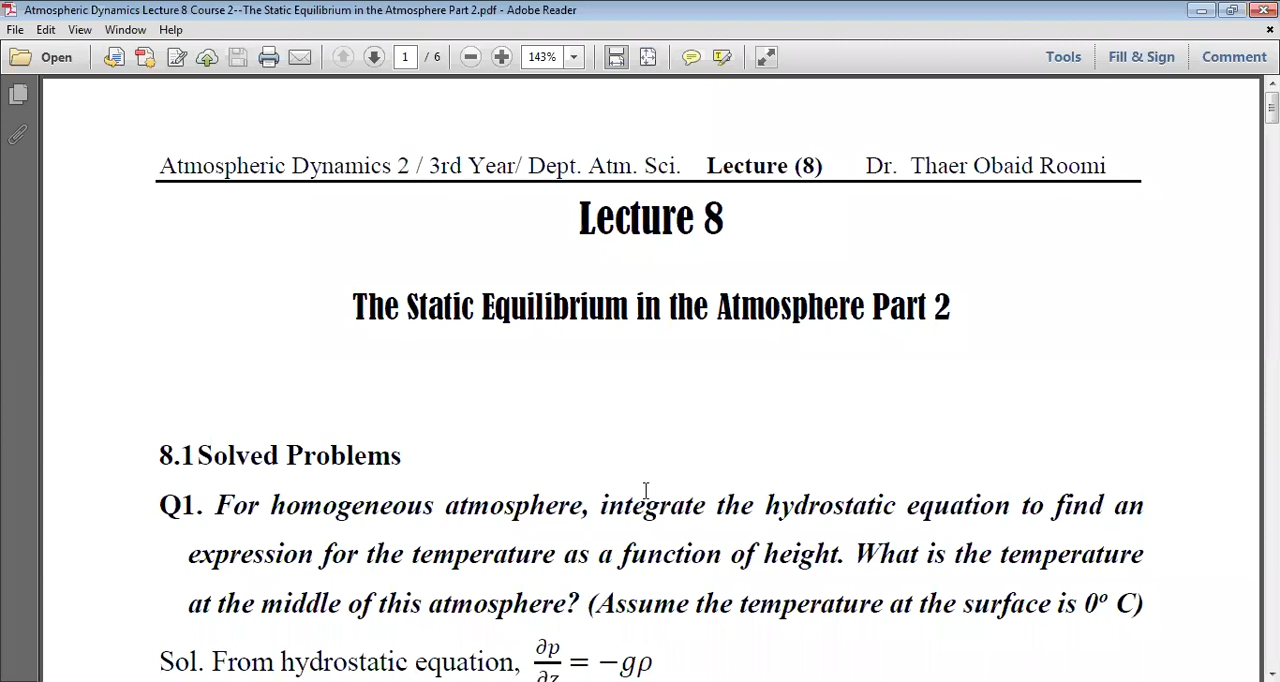 Atmospheric Dynamics Lecture 8 Course 2--The Static Equilibrium in the Atmosphere Part 2.pdf - Adobe Reader
File Edit View Window Help
Open 1 / 6 143% Tools Fill & Sign Comment
Atmospheric Dynamics 2 / 3rd Year/ Dept. Atm. Sci. Lecture (8) Dr. Thaer Obaid Roomi
Lecture 8
The Static Equilibrium in the Atmosphere Part 2
8.1Solved Problems
Q1. For homogeneous atmosphere, integrate the hydrostatic equation to find an
expression for the temperature as a function of height. What is the temperature
at the middle of this atmosphere? (Assume the temperature at the surface is 0º C)
Sol. From hydrostatic equation, ∂p/∂z = −gρ